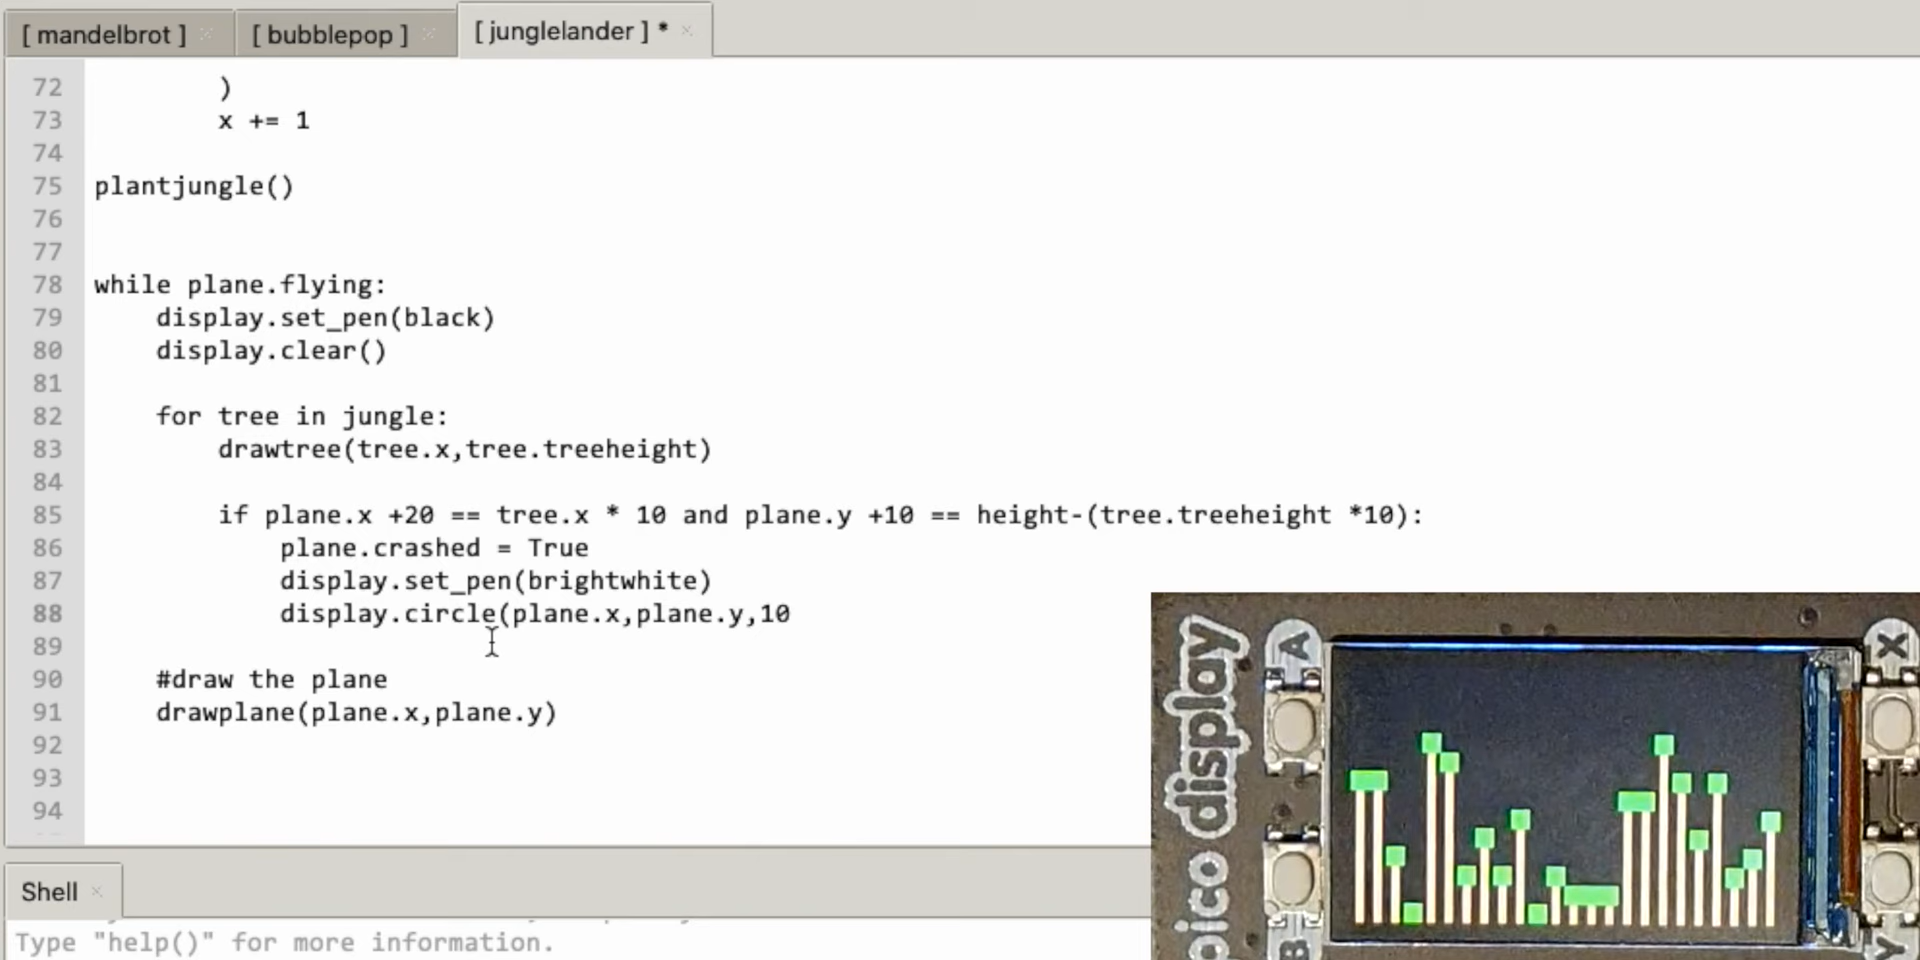 [ mandelbrot ]
[ bubblepop ]
[ junglelander ] *
72 )
73 x += 1
74
75 plantjungle()
76
77
78 while plane.flying:
79 display.set_pen(black)
80 display.clear()
81
82 for tree in jungle:
83 drawtree(tree.x,tree.treeheight)
84
85 if plane.x +20 == tree.x * 10 and plane.y +10 == height-(tree.treeheight *10):
86 plane.crashed = True
87 display.set_pen(brightwhite)
88 display.circle(plane.x,plane.y,10
89
90 #draw the plane
91 drawplane(plane.x,plane.y)
92
93
94
Shell
Type "help()" for more information.
pico display
A
B
X
Y